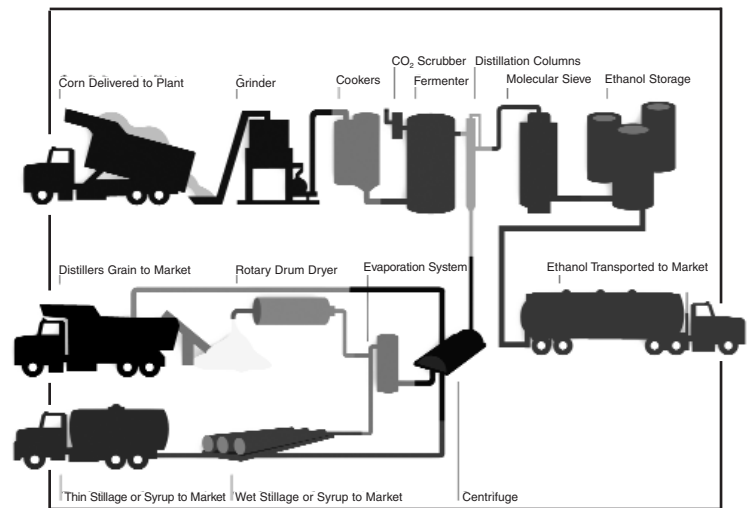 CO₂ Scrubber
Distillation Columns
Corn Delivered to Plant
Grinder
Cookers
Fermenter
Molecular Sieve
Ethanol Storage
Distillers Grain to Market
Rotary Drum Dryer
Evaporation System
Ethanol Transported to Market
Thin Stillage or Syrup to Market
Wet Stillage or Syrup to Market
Centrifuge